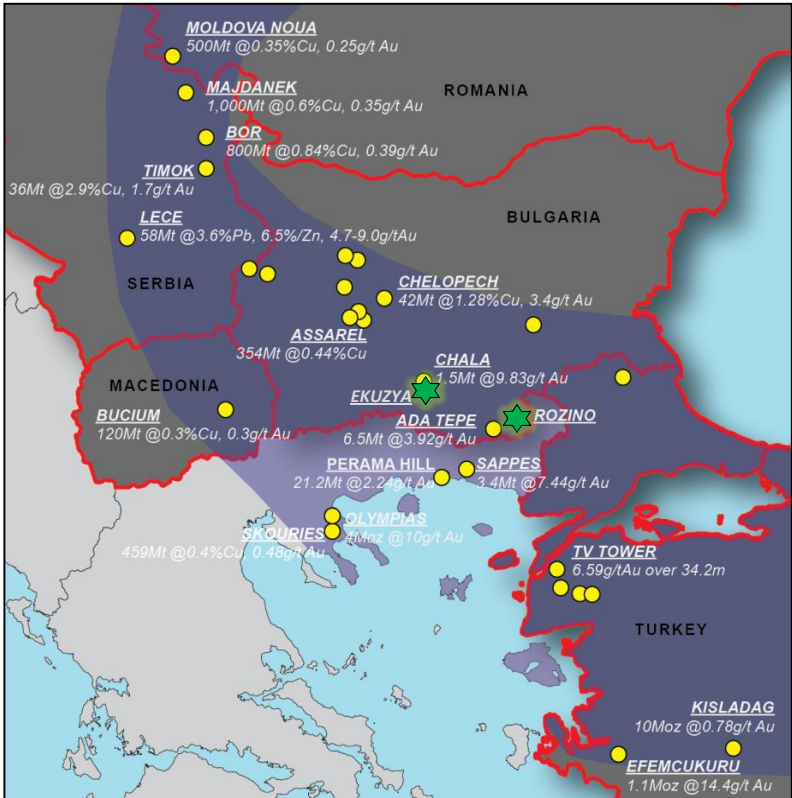 MOLDOVA NOUA
500Mt @0.35%Cu, 0.25g/t Au
ROMANIA
MAJDANEK
1,000Mt @0.6%Cu, 0.35g/t Au
BOR
800Mt @0.84%Cu, 0.39g/t Au
TIMOK
36Mt @2.9%Cu, 1.7g/t Au
LECE
58Mt @3.6%Pb, 6.5%/Zn, 4.7-9.0g/tAu
BULGARIA
SERBIA
CHELOPECH
42Mt @1.28%Cu, 3.4g/t Au
ASSAREL
354Mt @0.44%Cu
CHALA
1.5Mt @9.83g/t Au
MACEDONIA
EKUZYA
BUCIUM
120Mt @0.3%Cu, 0.3g/t Au
ADA TEPE
6.5Mt @3.92g/t Au
ROZINO
PERAMA HILL
21.2Mt @2.24g/t Au
SAPPES
3.4Mt @7.44g/t Au
OLYMPIAS
4Moz @10g/t Au
SKOURIES
459Mt @0.4%Cu, 0.48g/t Au
TV TOWER
6.59g/tAu over 34.2m
TURKEY
KISLADAG
10Moz @0.78g/t Au
EFEMCUKURU
1.1Moz @14.4g/t Au